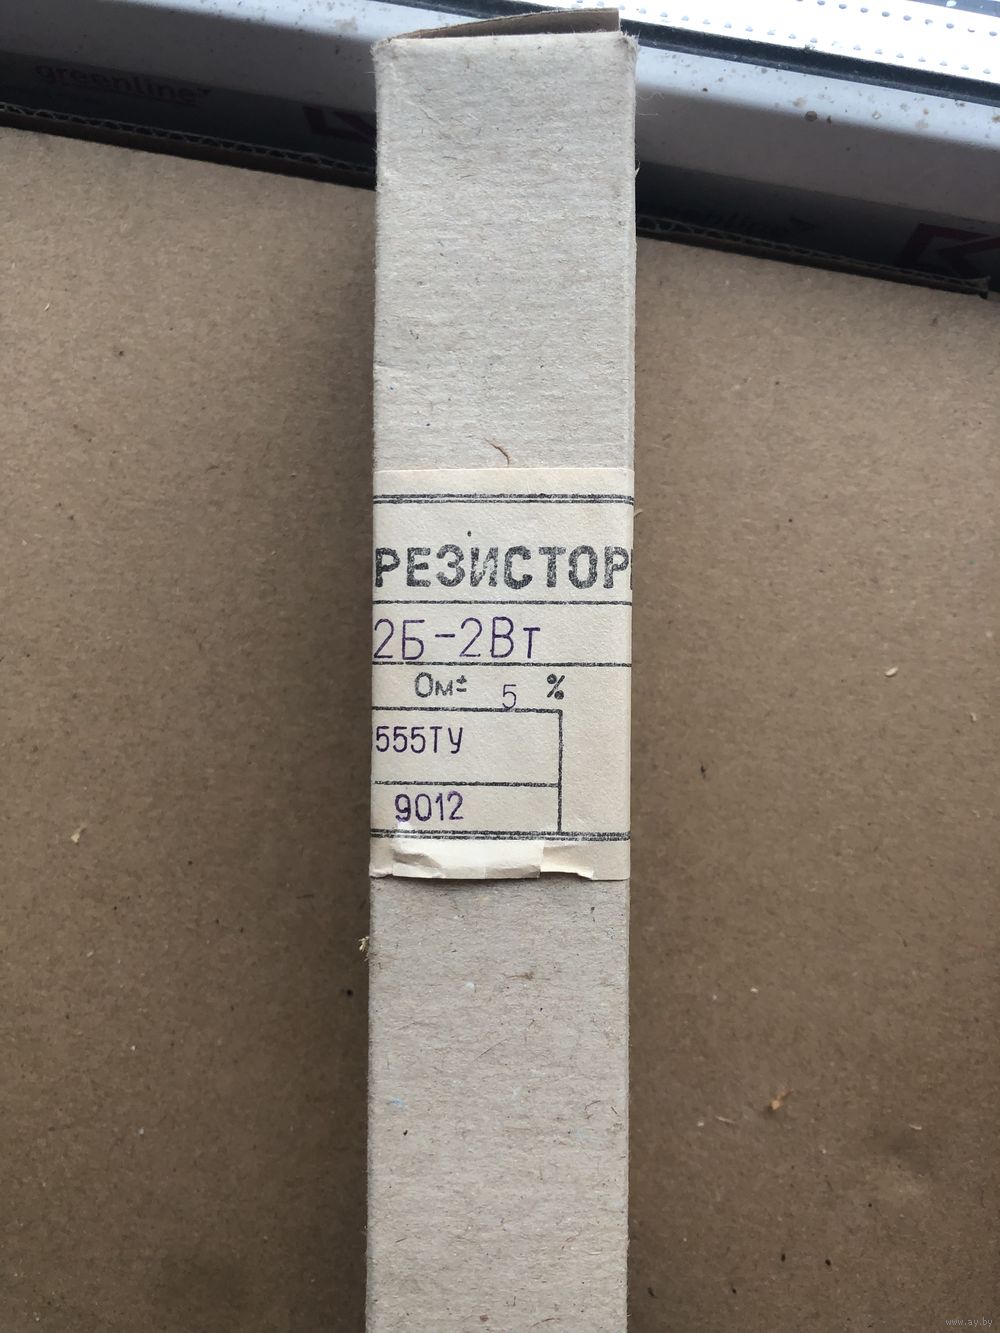 greenline
РЕЗИСТОР
2Б-2Вт
Ом± 5 %
555ТУ
9012
www.ay.by